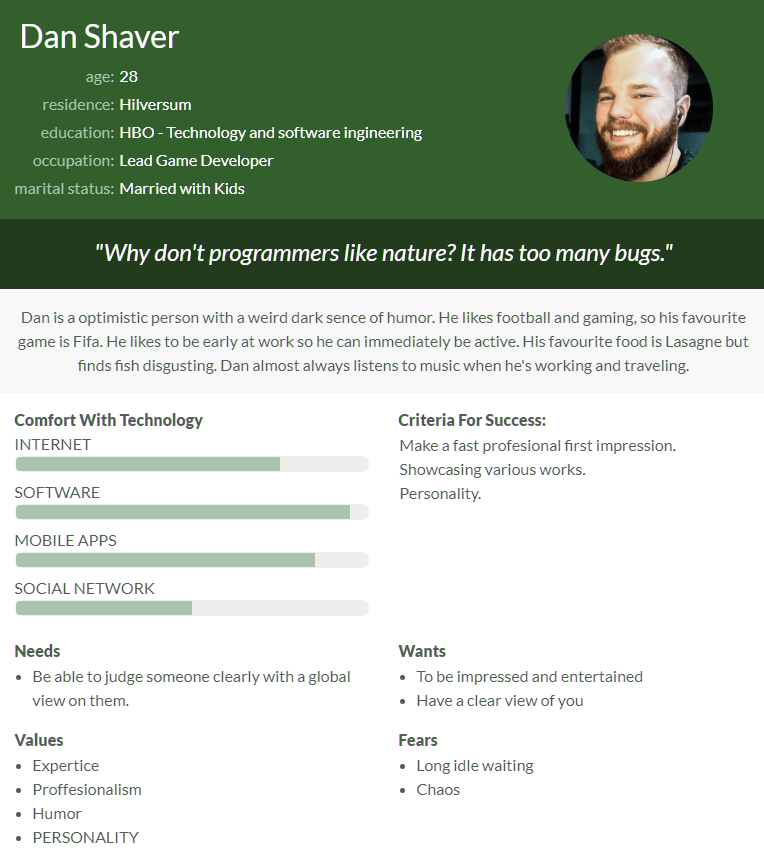 Dan Shaver
age: 28
residence: Hilversum
education: HBO - Technology and software ingineering
occupation: Lead Game Developer
marital status: Married with Kids
"Why don't programmers like nature? It has too many bugs."
Dan is a optimistic person with a weird dark sence of humor. He likes football and gaming, so his favourite
game is Fifa. He likes to be early at work so he can immediately be active. His favourite food is Lasagne but
finds fish disgusting. Dan almost always listens to music when he's working and traveling.
Comfort With Technology
INTERNET
SOFTWARE
MOBILE APPS
SOCIAL NETWORK
Criteria For Success:
Make a fast profesional first impression.
Showcasing various works.
Personality.
Needs
• Be able to judge someone clearly with a global
view on them.
Wants
• To be impressed and entertained
• Have a clear view of you
Values
• Expertice
• Proffesionalism
• Humor
• PERSONALITY
Fears
• Long idle waiting
• Chaos